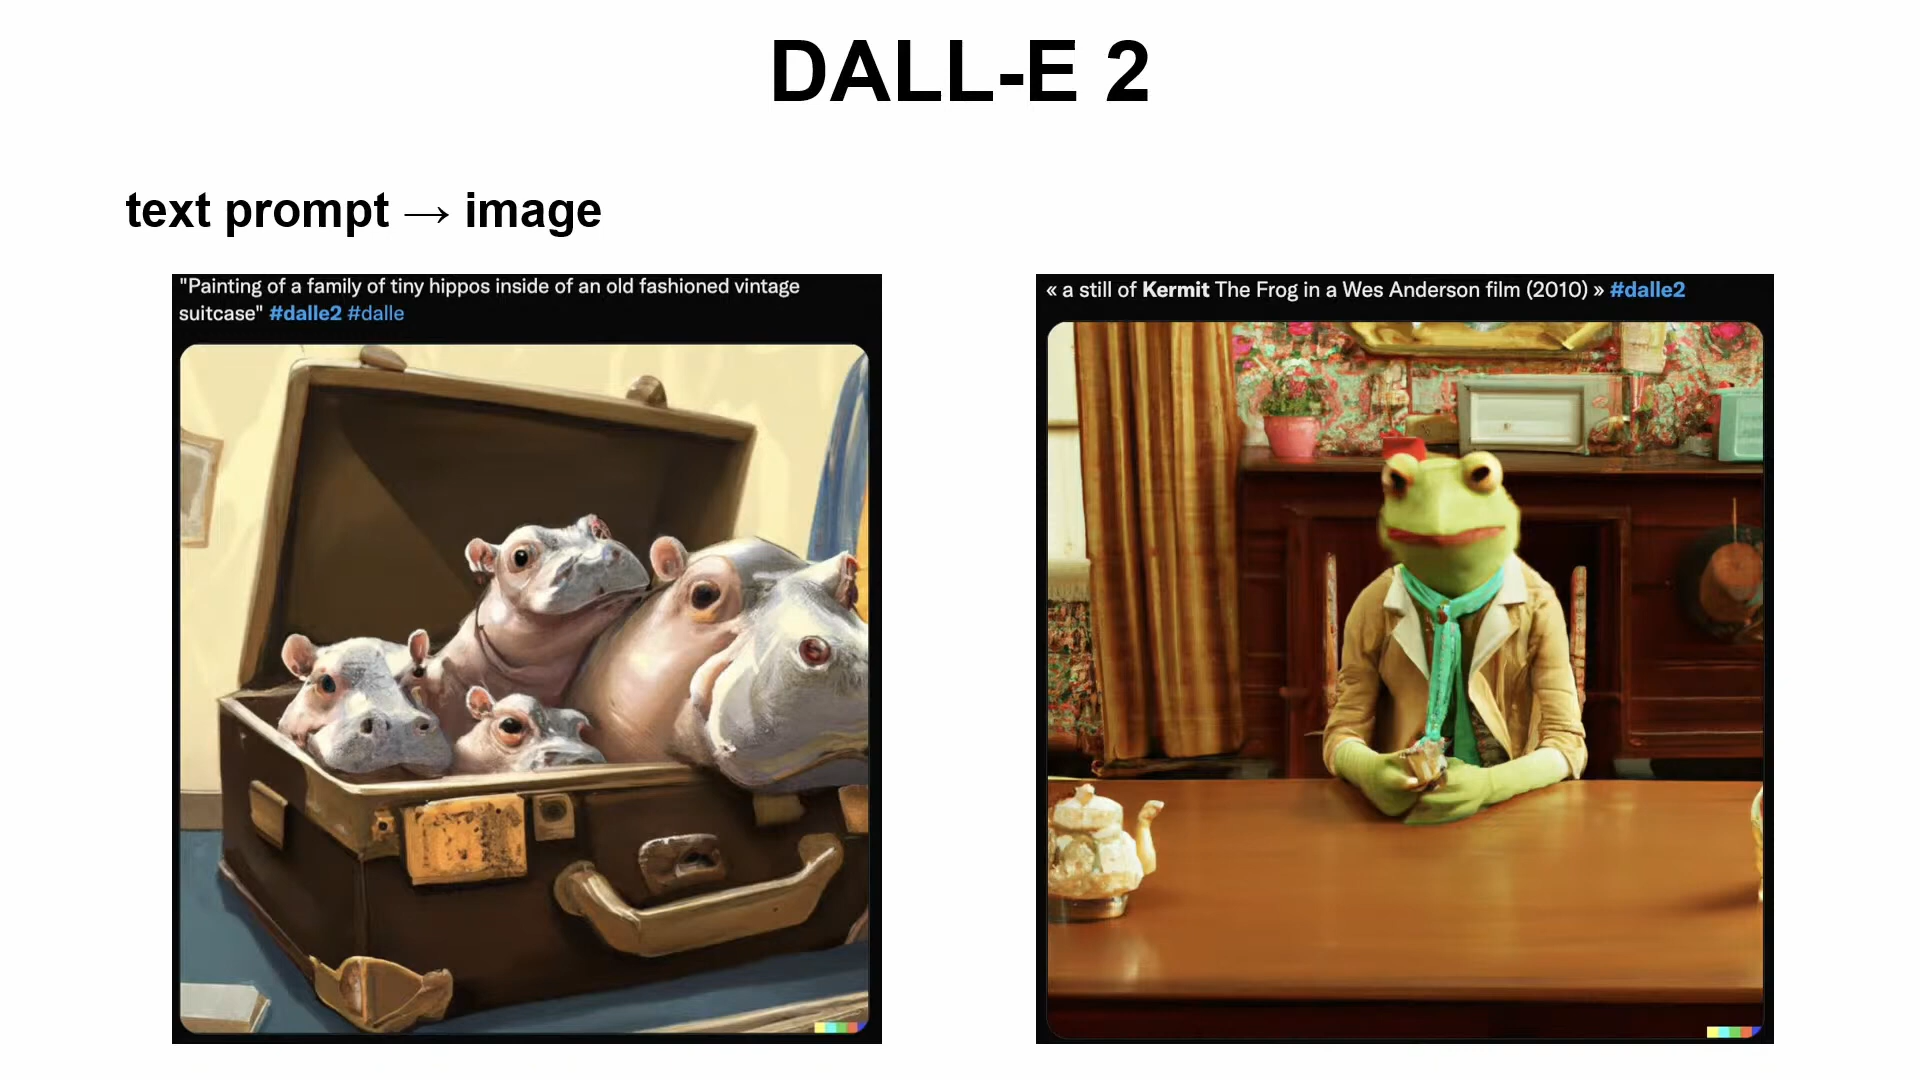 DALL-E 2
text prompt → image
"Painting of a family of tiny hippos inside of an old fashioned vintage
suitcase" #dalle2 #dalle
« a still of Kermit The Frog in a Wes Anderson film (2010) » #dalle2